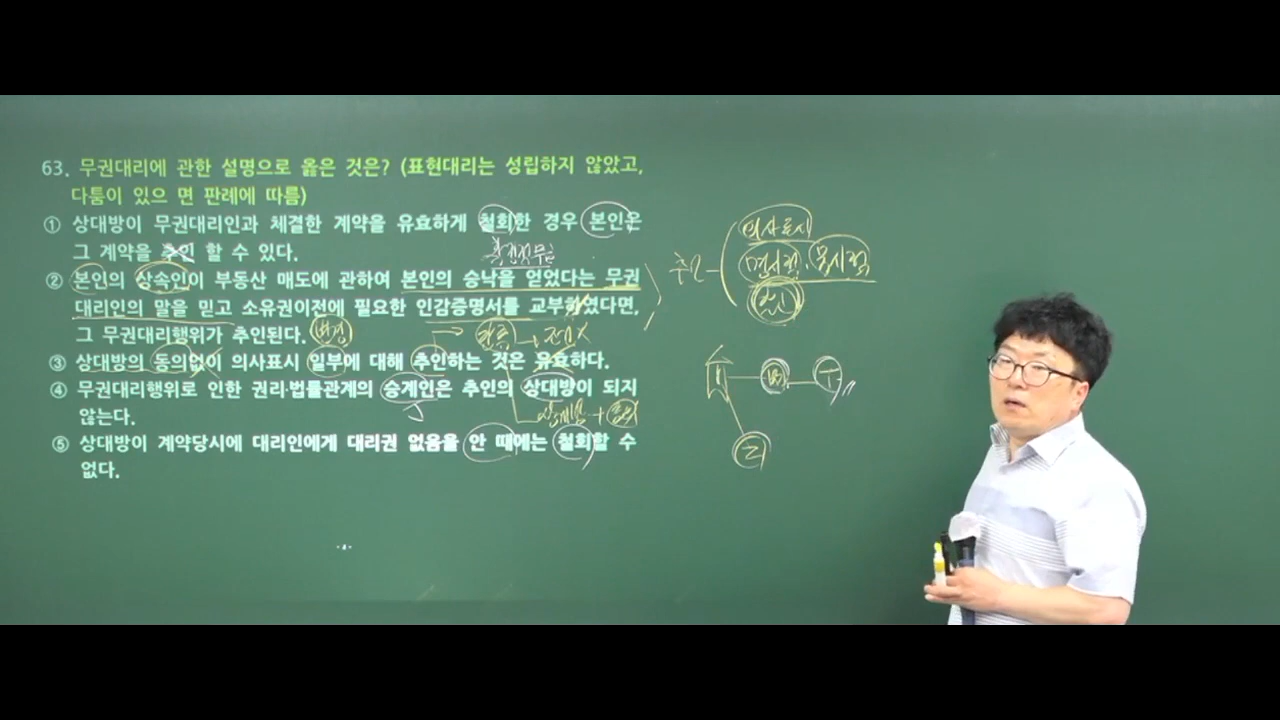 63. 무권대리에 관한 설명으로 옳은 것은? (표현대리는 성립하지 않았고,
다툼이 있으 면 판례에 따름)
① 상대방이 무권대리인과 체결한 계약을 유효하게 철회한 경우 본인은
그 계약을 추인 할 수 있다.
확정적무효
② 본인의 상속인이 부동산 매도에 관하여 본인의 승낙을 얻었다는 무권
대리인의 말을 믿고 소유권이전에 필요한 인감증명서를 교부하였다면,
그 무권대리행위가 추인된다.
③ 상대방의 동의없이 의사표시 일부에 대해 추인하는 것은 유효하다.
④ 무권대리행위로 인한 권리·법률관계의 승계인은 추인의 상대방이 되지
않는다.
⑤ 상대방이 계약당시에 대리인에게 대리권 없음을 안 때에는 철회할 수
없다.
추인
의사표시
명시적, 묵시적